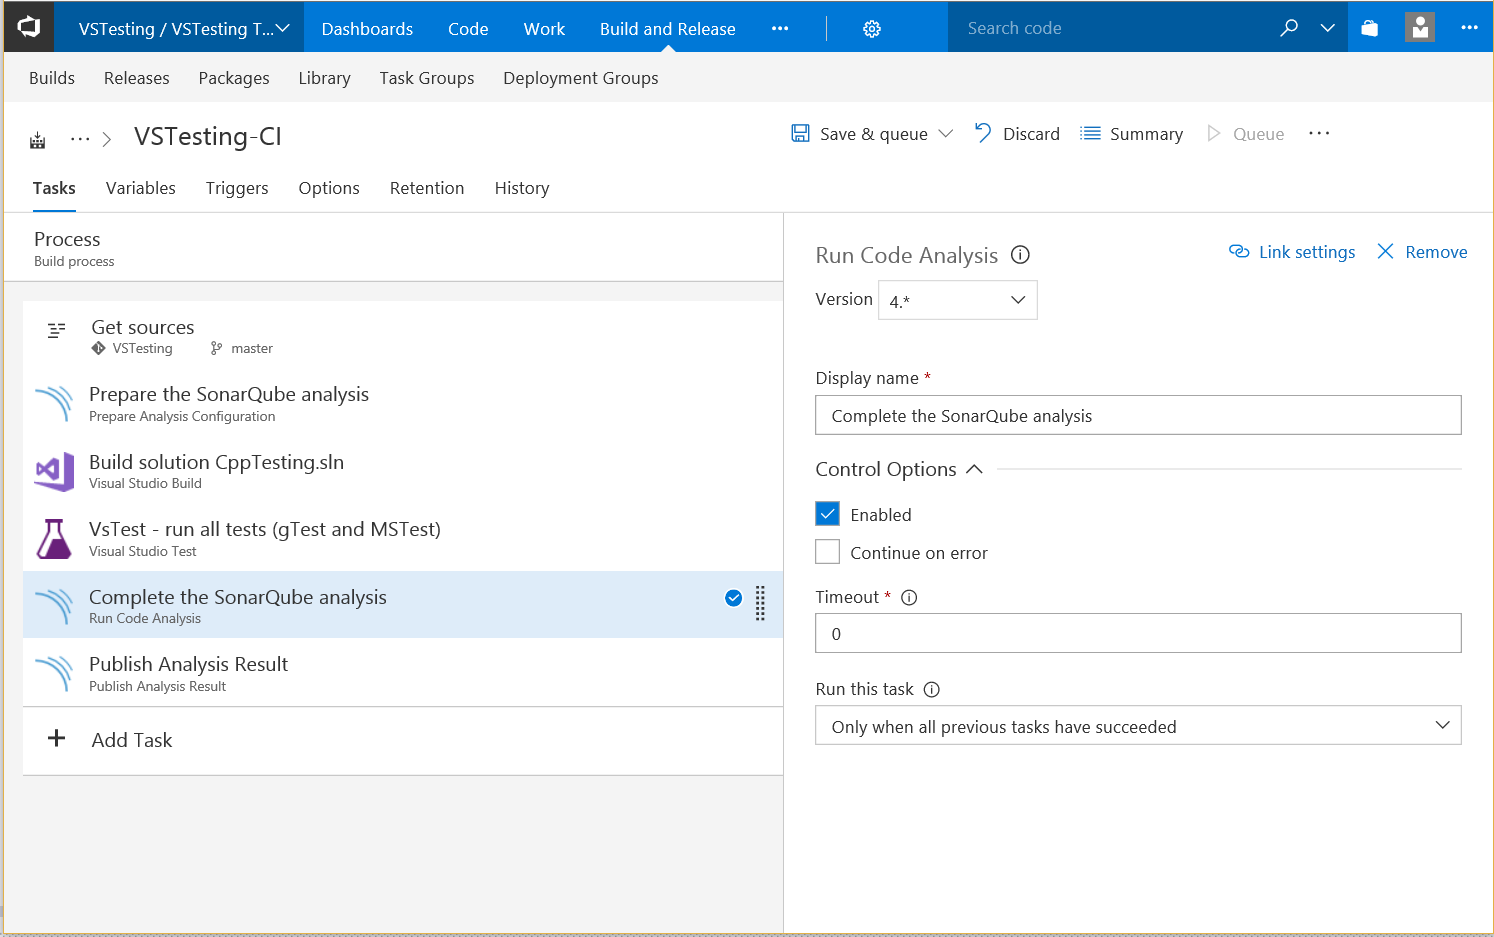 VSTesting / VSTesting T... Dashboards Code Work Build and Release ··· Search code ···
Builds Releases Packages Library Task Groups Deployment Groups
··· > VSTesting-CI Save & queue Discard Summary Queue ···
Tasks Variables Triggers Options Retention History
Process
Build process
Get sources
VSTesting master
Prepare the SonarQube analysis
Prepare Analysis Configuration
Build solution CppTesting.sln
Visual Studio Build
VsTest - run all tests (gTest and MSTest)
Visual Studio Test
Complete the SonarQube analysis
Run Code Analysis
Publish Analysis Result
Publish Analysis Result
+ Add Task
Run Code Analysis Link settings Remove
Version 4.*
Display name *
Complete the SonarQube analysis
Control Options
Enabled
Continue on error
Timeout *
0
Run this task
Only when all previous tasks have succeeded